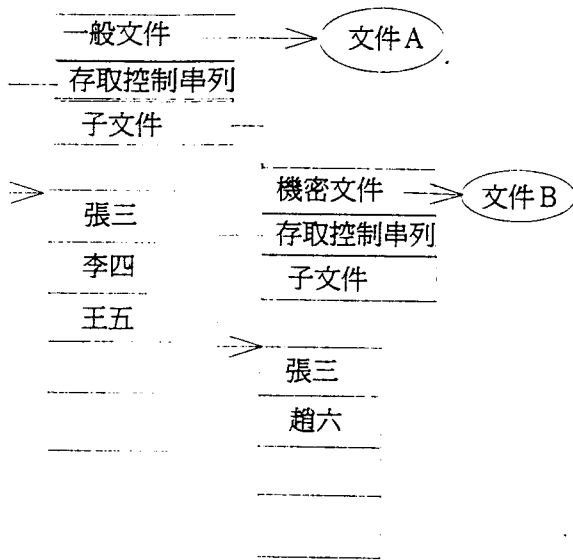 一般文件
文件A
存取控制串列
子文件
張三
李四
王五
機密文件
文件B
存取控制串列
子文件
張三
趙六